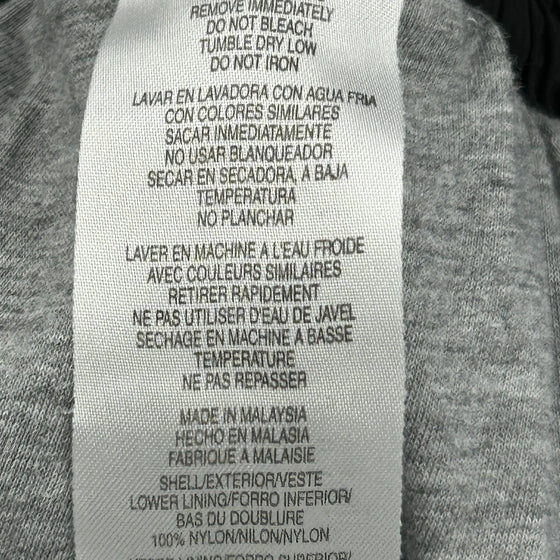 REMOVE IMMEDIATELY
DO NOT BLEACH
TUMBLE DRY LOW
DO NOT IRON
LAVAR EN LAVADORA CON AGUA FRIA
CON COLORES SIMILARES
SACAR INMEDIATAMENTE
NO USAR BLANQUEADOR
SECAR EN SECADORA, A BAJA
TEMPERATURA
NO PLANCHAR
LAVER EN MACHINE A L'EAU FROIDE
AVEC COULEURS SIMILAIRES
RETIRER RAPIDEMENT
NE PAS UTILISER D'EAU DE JAVEL
SECHAGE EN MACHINE A BASSE
TEMPERATURE
NE PAS REPASSER
MADE IN MALAYSIA
HECHO EN MALASIA
FABRIQUE A MALAISIE
SHELL/EXTERIOR/VESTE
LOWER LINING/FORRO INFERIOR/
BAS DU DOUBLURE
100% NYLON/NILON/NYLON